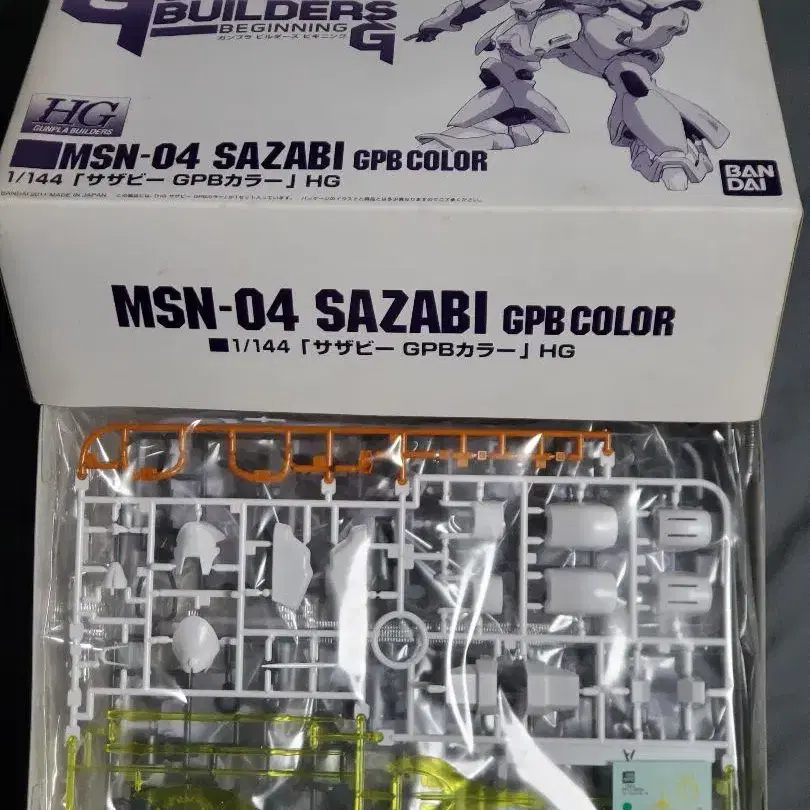 BUILDERS
BEGINNING G
ガンプラ ビルダーズ ビギニング
HG
GUNPLA BUILDERS
MSN-04 SAZABI GPB COLOR
1/144「サザビー GPBカラー」HG
BAN
DAI
MSN-04 SAZABI GPB COLOR
1/144「サザビー GPBカラー」HG
A